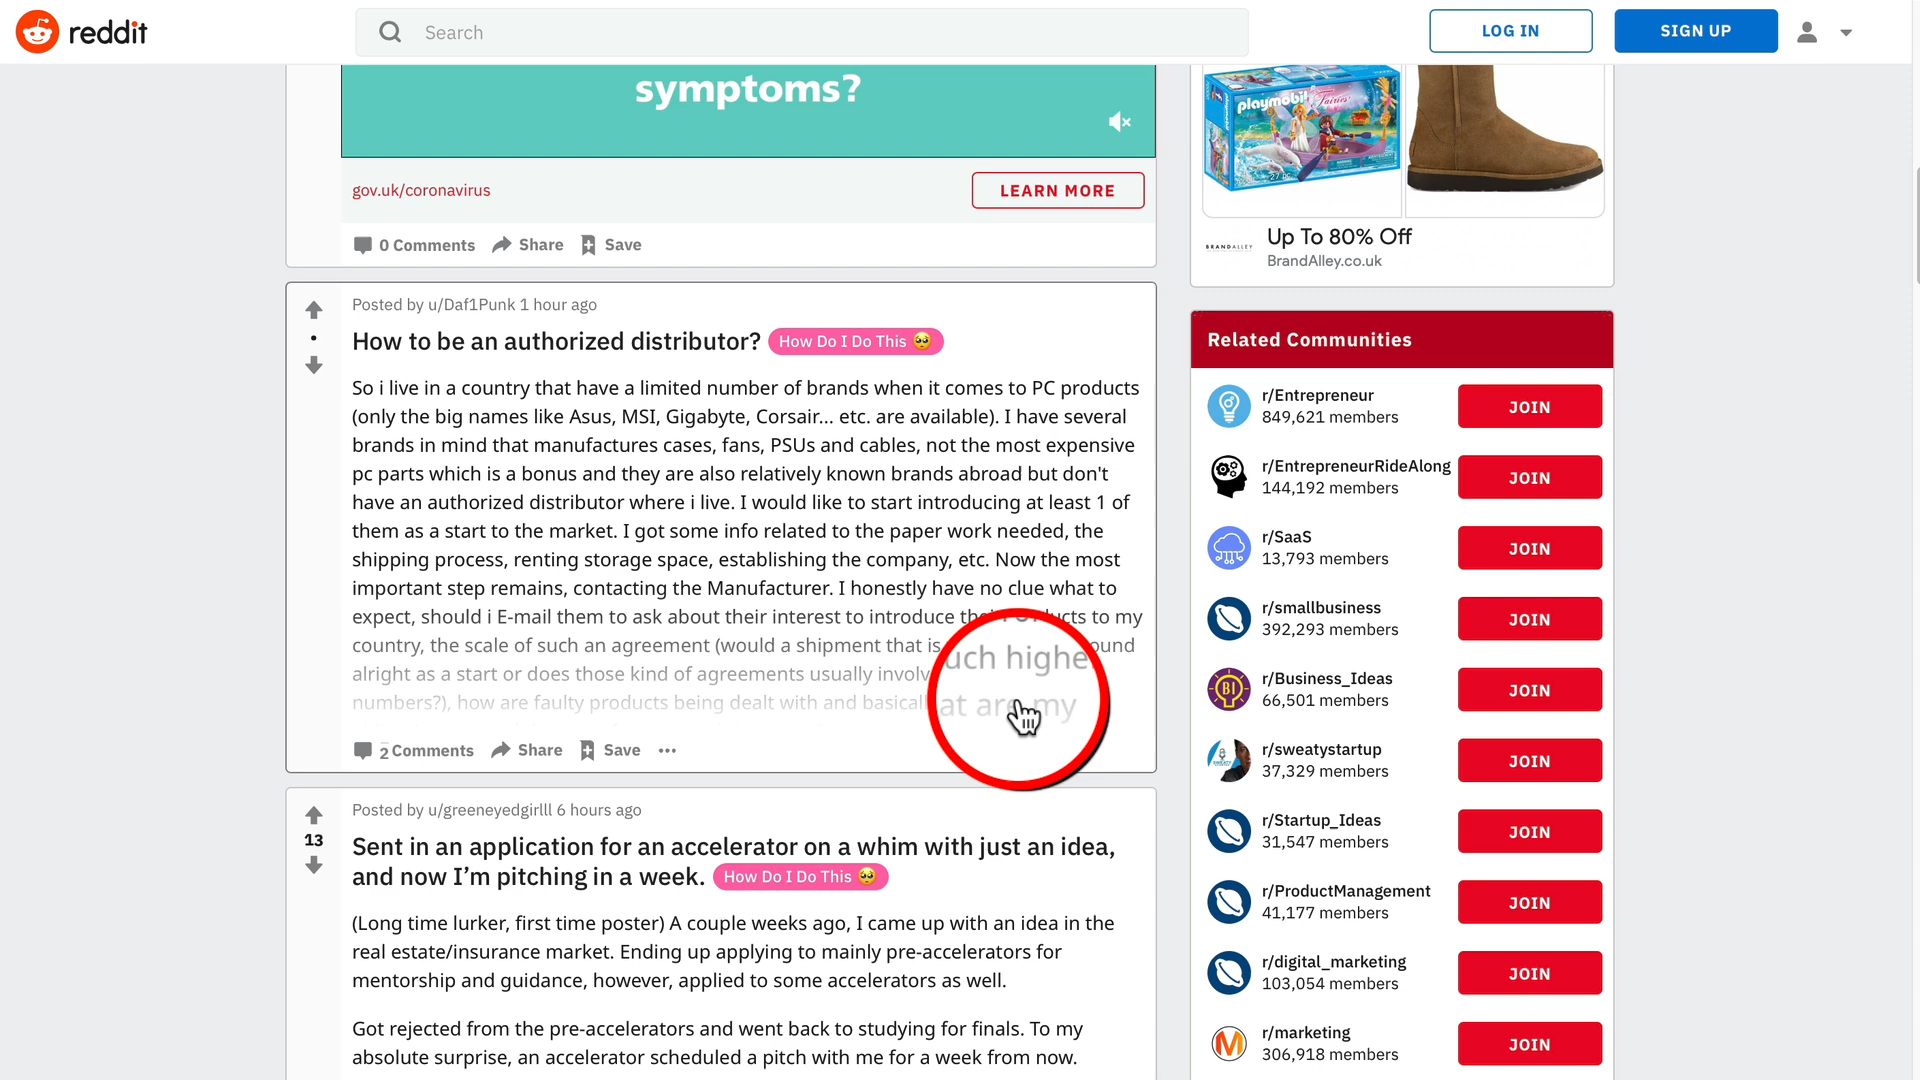 reddit
Search
LOG IN
SIGN UP
symptoms?
gov.uk/coronavirus
LEARN MORE
0 Comments
Share
Save
Posted by u/Daf1Punk 1 hour ago
How to be an authorized distributor?
How Do I Do This 🥺
So i live in a country that have a limited number of brands when it comes to PC products
(only the big names like Asus, MSI, Gigabyte, Corsair... etc. are available). I have several
brands in mind that manufactures cases, fans, PSUs and cables, not the most expensive
pc parts which is a bonus and they are also relatively known brands abroad but don't
have an authorized distributor where i live. I would like to start introducing at least 1 of
them as a start to the market. I got some info related to the paper work needed, the
shipping process, renting storage space, establishing the company, etc. Now the most
important step remains, contacting the Manufacturer. I honestly have no clue what to
expect, should i E-mail them to ask about their interest to introduce to my
country, the scale of such an agreement (would a shipment that is
alright as a start or does those kind of agreements usually uch highe
numbers?), how are faulty products being dealt with and at are my
2 Comments
Share
Save
Posted by u/greeneyedgirlll 6 hours ago
13
Sent in an application for an accelerator on a whim with just an idea,
and now I'm pitching in a week.
How Do I Do This 🥺
(Long time lurker, first time poster) A couple weeks ago, I came up with an idea in the
real estate/insurance market. Ending up applying to mainly pre-accelerators for
mentorship and guidance, however, applied to some accelerators as well.
Got rejected from the pre-accelerators and went back to studying for finals. To my
absolute surprise, an accelerator scheduled a pitch with me for a week from now.
playmobil
Fairies
BRANDALLEY
Up To 80% Off
BrandAlley.co.uk
Related Communities
r/Entrepreneur
849,621 members
JOIN
r/EntrepreneurRideAlong
144,192 members
JOIN
r/SaaS
13,793 members
JOIN
r/smallbusiness
392,293 members
JOIN
BI
r/Business_Ideas
66,501 members
JOIN
r/sweatystartup
37,329 members
JOIN
r/Startup_Ideas
31,547 members
JOIN
r/ProductManagement
41,177 members
JOIN
r/digital_marketing
103,054 members
JOIN
r/marketing
306,918 members
JOIN